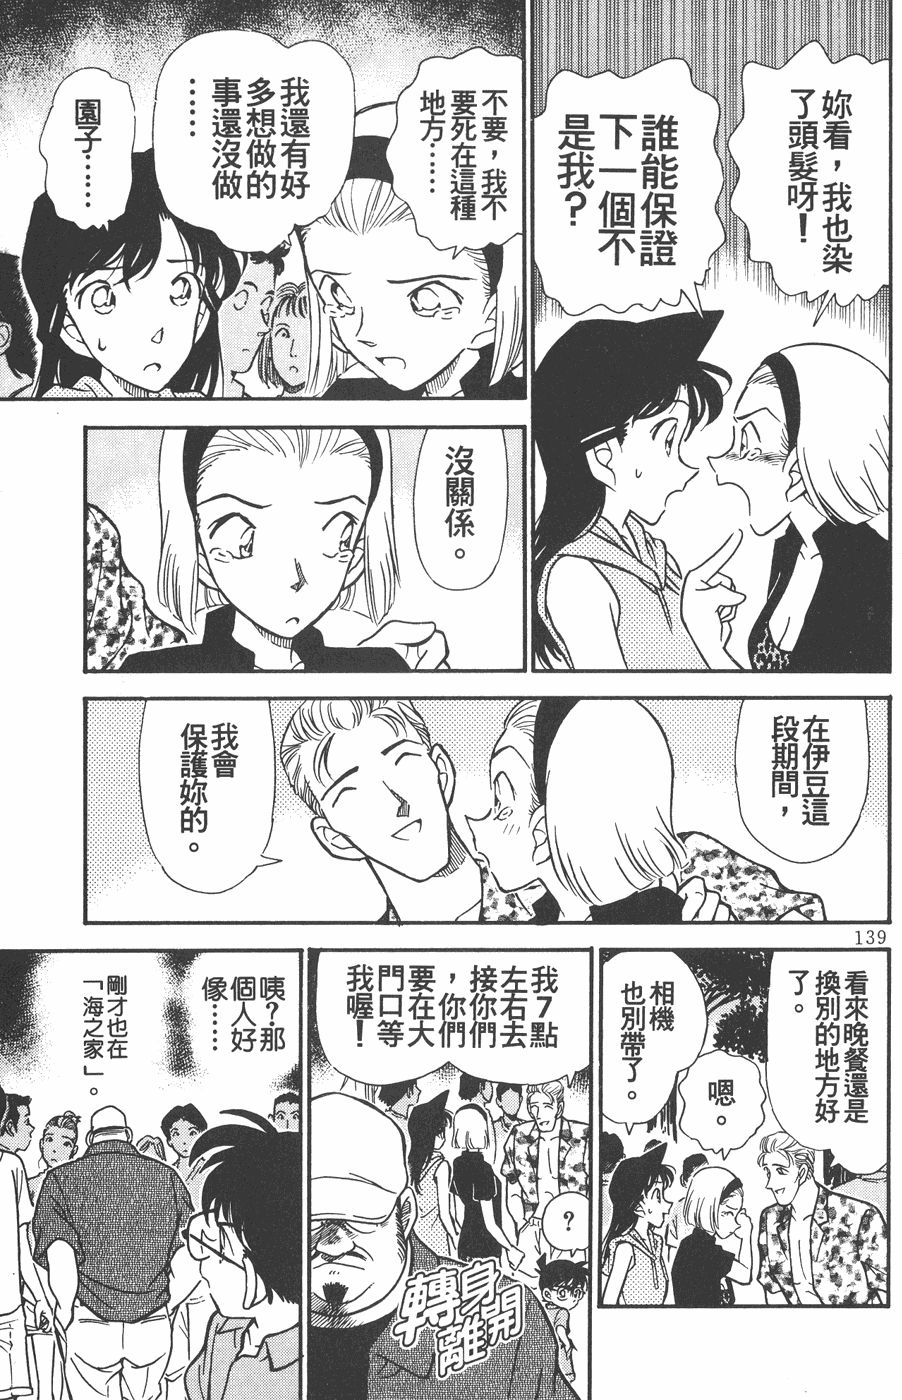 妳看，我也染
了頭髮呀！
誰能保證
下一個不
是我？
不要，我不
要死在這種
地方……
我還有好
多想做的
事還沒做
……
園子……
沒關係。
在伊豆這
段期間，
我會
保護妳的。
139
看來晚餐還是
換別的地方好
了。
嗯。
相機
也別帶了。
我7點
左右去
接你們
，你們
要在大
門口等
我喔！
？
轉身
離開
咦？那
個人好
像……
剛才也在
「海之家」。